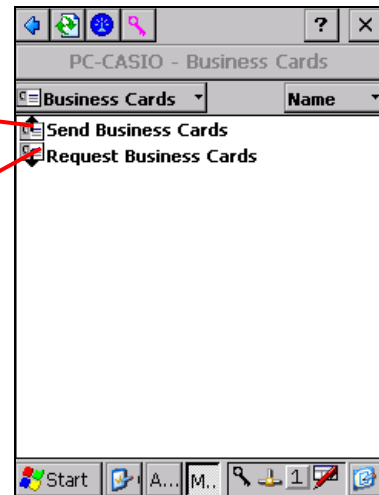 ? ×
PC-CASIO - Business Cards
Business Cards Name
Send Business Cards
Request Business Cards
Start A... M.. 1